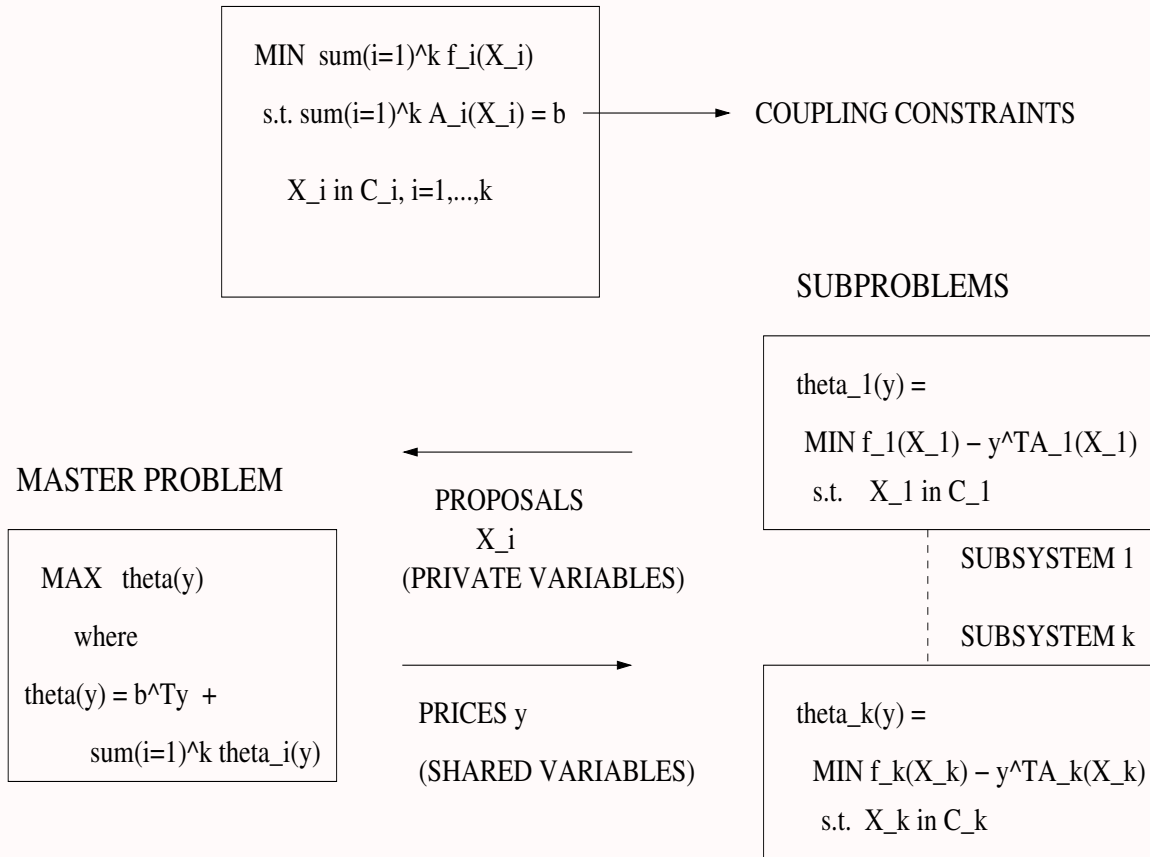 MIN sum(i=1)^k f_i(X_i)
s.t. sum(i=1)^k A_i(X_i) = b
COUPLING CONSTRAINTS
X_i in C_i, i=1,...,k
SUBPROBLEMS
theta_1(y) =
MIN f_1(X_1) – y^TA_1(X_1)
s.t. X_1 in C_1
SUBSYSTEM 1
SUBSYSTEM k
theta_k(y) =
MIN f_k(X_k) – y^TA_k(X_k)
s.t. X_k in C_k
PROPOSALS
X_i
(PRIVATE VARIABLES)
PRICES y
(SHARED VARIABLES)
MASTER PROBLEM
MAX theta(y)
where
theta(y) = b^Ty +
sum(i=1)^k theta_i(y)